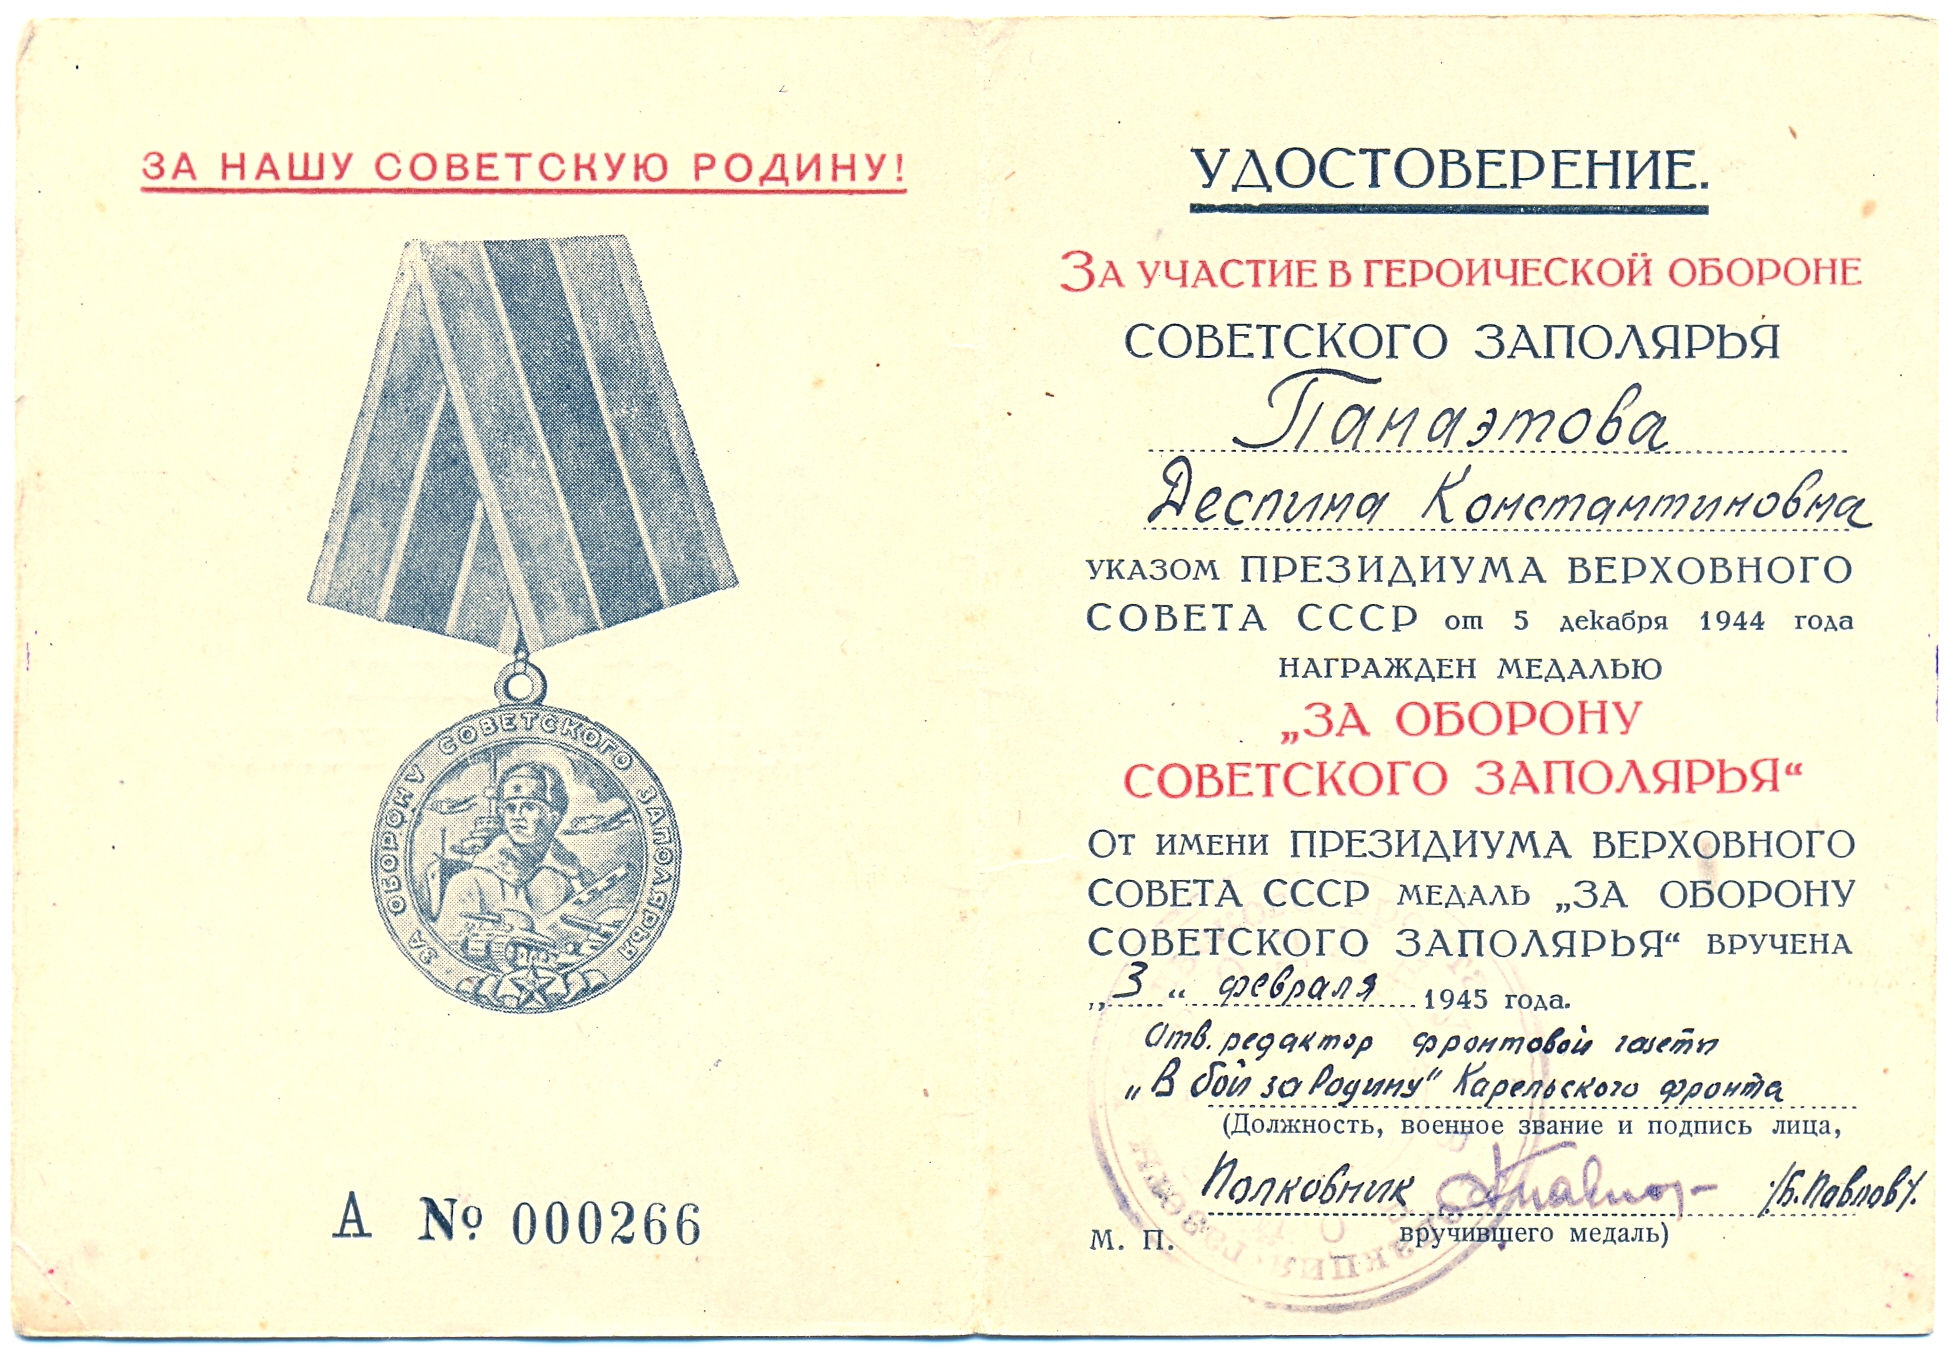 ЗА НАШУ СОВЕТСКУЮ РОДИНУ!
ЗА ОБОРОНУ СОВЕТСКОГО ЗАПОЛЯРЬЯ
А № 000266
УДОСТОВЕРЕНИЕ.
ЗА УЧАСТИЕ В ГЕРОИЧЕСКОЙ ОБОРОНЕ
СОВЕТСКОГО ЗАПОЛЯРЬЯ
Панаэтова
Деспина Константиновна
УКАЗОМ ПРЕЗИДИУМА ВЕРХОВНОГО
СОВЕТА СССР от 5 декабря 1944 года
НАГРАЖДЕН МЕДАЛЬЮ
„ЗА ОБОРОНУ
СОВЕТСКОГО ЗАПОЛЯРЬЯ“
ОТ ИМЕНИ ПРЕЗИДИУМА ВЕРХОВНОГО
СОВЕТА СССР МЕДАЛЬ „ЗА ОБОРОНУ
СОВЕТСКОГО ЗАПОЛЯРЬЯ“ ВРУЧЕНА
„3“ февраля 1945 года.
Отв. редактор фронтовой газеты
„В бой за Родину" Карельского фронта
(Должность, военное звание и подпись лица,
Полковник /Б. Павлов/.
М. П. вручившего медаль)